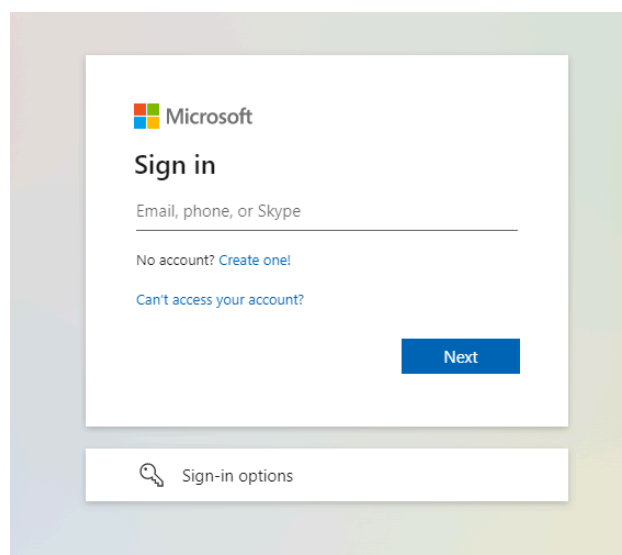 Microsoft
Sign in
Email, phone, or Skype
No account? Create one!
Can't access your account?
Next
Sign-in options